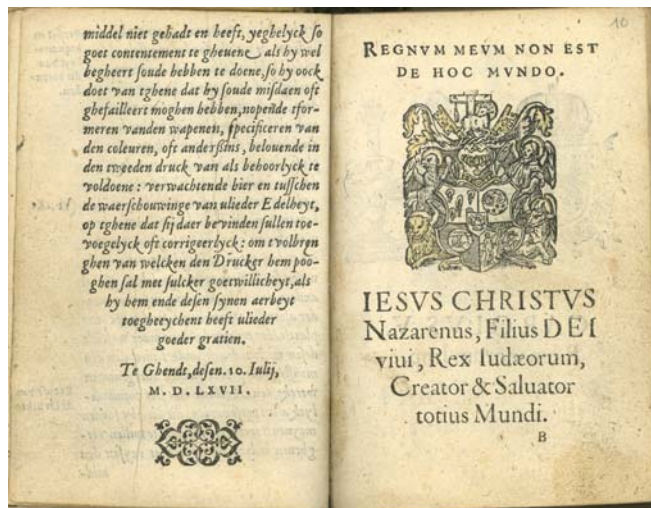 middel niet gehadt en heeft, yeghelyck so
goet contentement te gheuene als hy wel
begheert soude hebben te doene, so hy oock
doet van tghene dat hy soude misdaen oft
ghefailleert moghen hebben, nopende tfor-
meren vanden wapenen, specificeren van
den coleuren, oft anderssins, belouende in
den tweeden druck van als behoorlyck te
voldoene : verwachtende hier en tusschen
de waerschouwinge van ulieder Edelheyt,
op tghene dat sij daer bevinden sullen toe-
voegelyck oft corrigeerlyck : om t volbrin
ghen van welcken den Drucker hem poo-
ghen sal met sulcker goetwillicheyt, als
hy hem ende desen synen aerbeyt
toegheeychent heeft ulieder
goeder gratien.
Te Ghendt, desen. 10. Iulij,
M. D. LXVII.
10
REGNVM MEVM NON EST
DE HOC MVNDO.
IESVS CHRISTVS
Nazarenus, Filius DEI
viui, Rex Iudæorum,
Creator & Saluator
totius Mundi.
B